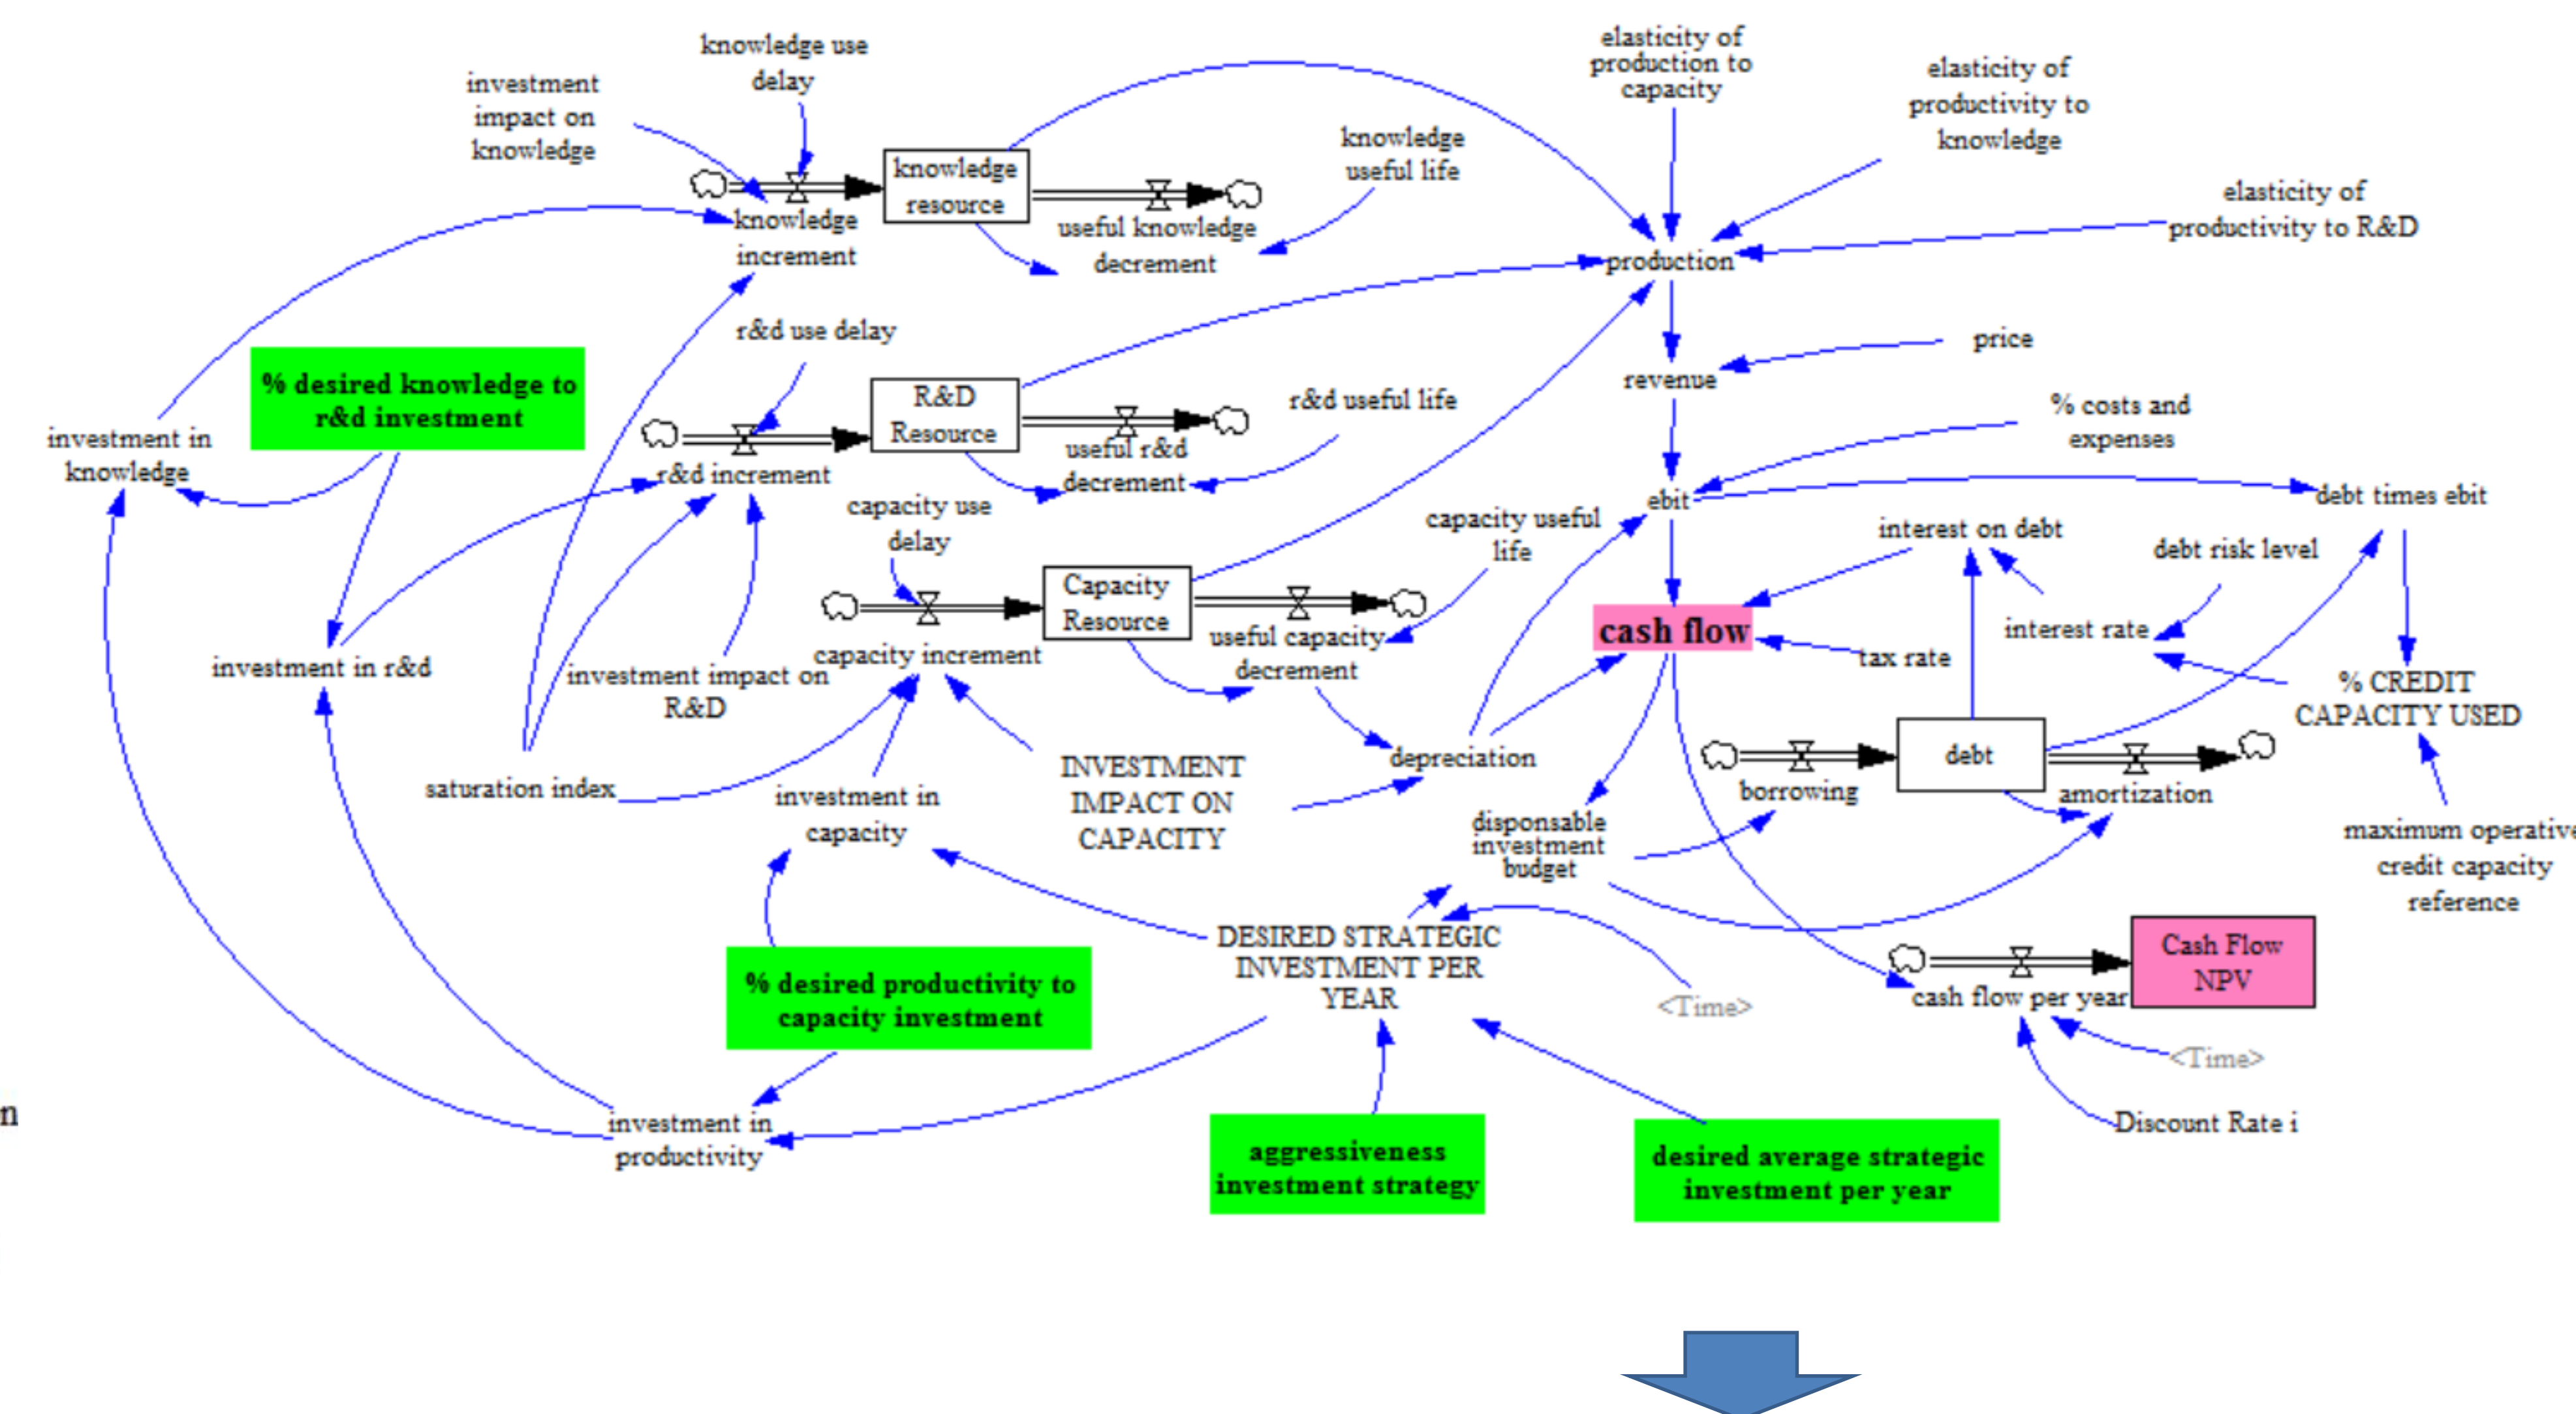 knowledge use
delay
investment
impact on
knowledge
knowledge
resource
knowledge
increment
useful knowledge
decrement
knowledge
useful life
elasticity of
production to
capacity
elasticity of
productivity to
knowledge
elasticity of
productivity to R&D
production
price
revenue
% costs and
expenses
ebit
debt times ebit
r&d use delay
% desired knowledge to
r&d investment
R&D
Resource
r&d useful life
investment in
knowledge
r&d increment
useful r&d
decrement
capacity use
delay
capacity useful
life
interest on debt
debt risk level
Capacity
Resource
cash flow
interest rate
tax rate
investment in r&d
investment impact on
R&D
capacity increment
useful capacity
decrement
% CREDIT
CAPACITY USED
saturation index
investment in
capacity
INVESTMENT
IMPACT ON
CAPACITY
depreciation
debt
borrowing
amortization
disponsable
investment
budget
maximum operative
credit capacity
reference
DESIRED STRATEGIC
INVESTMENT PER
YEAR
<Time>
Cash Flow
NPV
cash flow per year
<Time>
Discount Rate i
% desired productivity to
capacity investment
n
investment in
productivity
aggressiveness
investment strategy
desired average strategic
investment per year